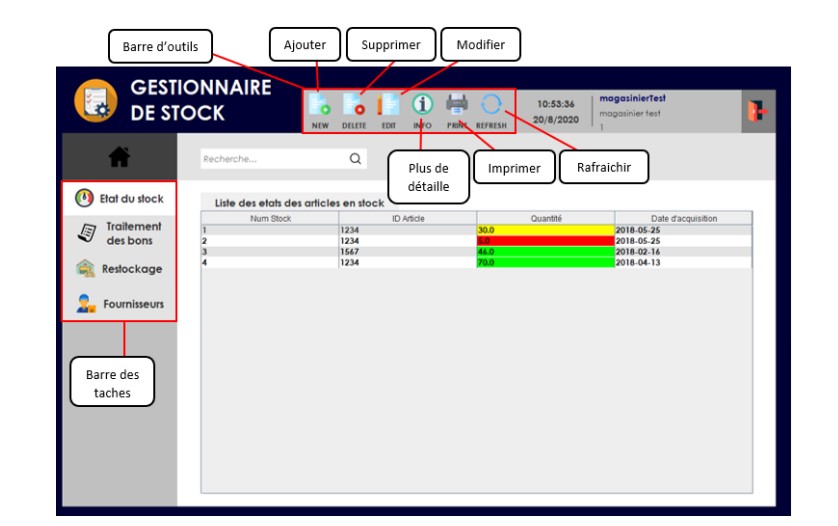 Barre d'outils
Ajouter
Supprimer
Modifier
GESTIONNAIRE
DE STOCK
NEW
DELETE
EDIT
INFO
PRINT
REFRESH
10:53:36
20/8/2020
magasinierTest
magasinier test
1
Recherche...
Plus de
détaille
Imprimer
Rafraichir
Etat du stock
Traitement
des bons
Restockage
Fournisseurs
Barre des
taches
Liste des etats des articles en stock
Num Stock ID Article Quantité Date d'acquisition
1 1234 30.0 2018-05-25
2 1234 5.0 2018-05-25
3 1567 46.0 2018-02-16
4 1234 70.0 2018-04-13